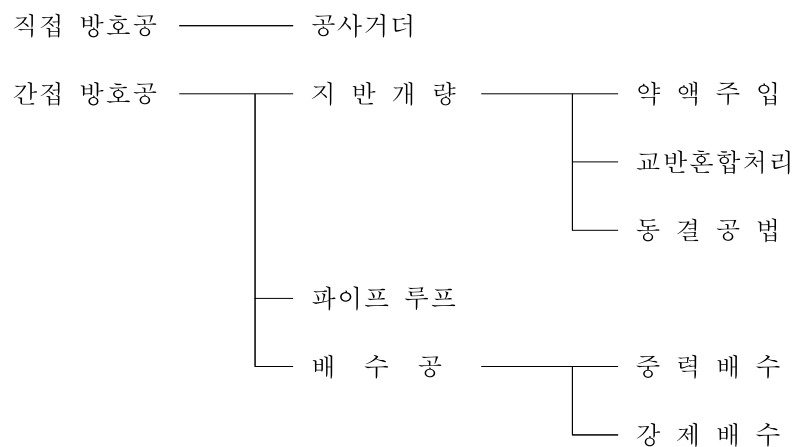 직접 방호공 공사거더
간접 방호공 지 반 개 량 약 액 주 입
교반혼합처리
동 결 공 법
파이프 루프
배 수 공 중 력 배 수
강 제 배 수